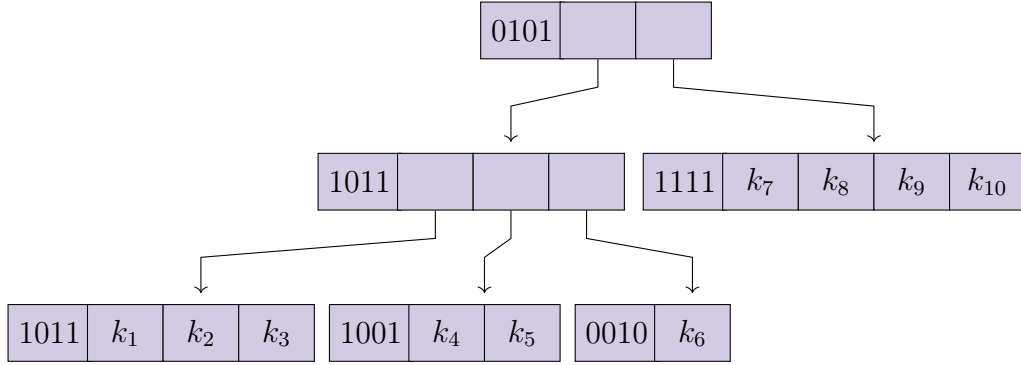 0101
1011
1111 k₇ k₈ k₉ k₁₀
1011 k₁ k₂ k₃
1001 k₄ k₅
0010 k₆